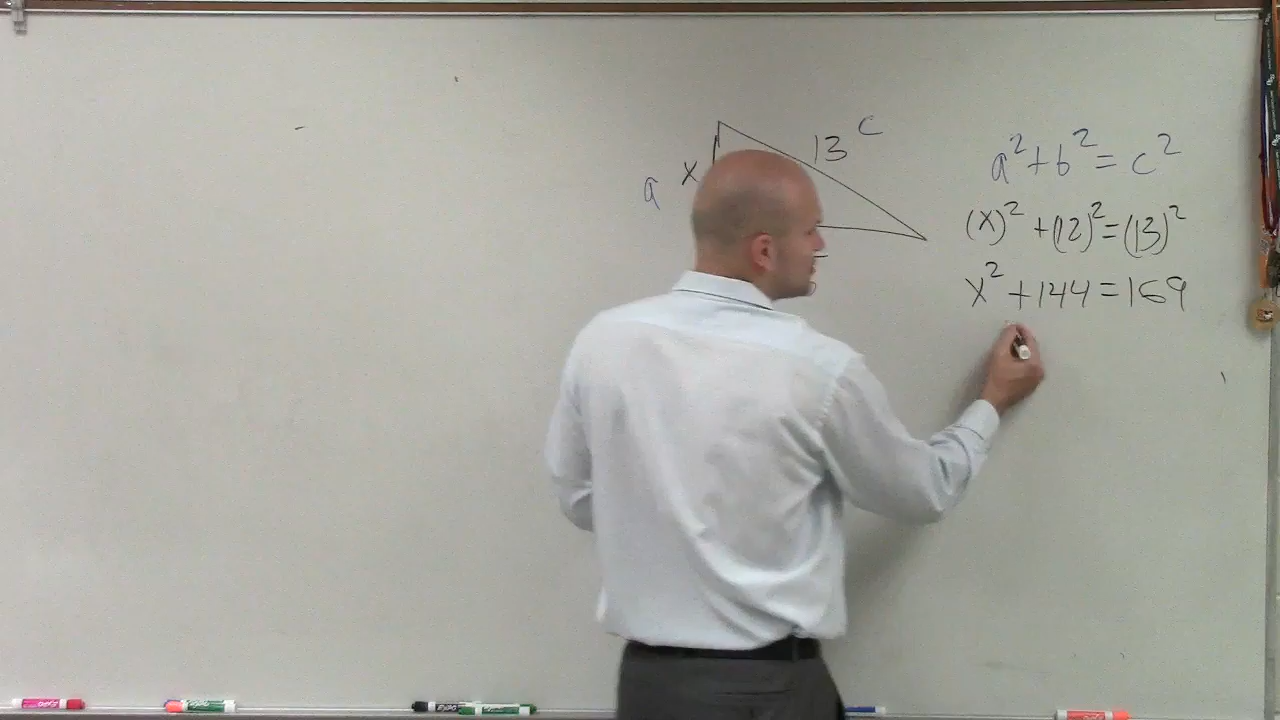 13 c
x
a
a² + b² = c²
(x)² + (12)² = (13)²
x² + 144 = 169